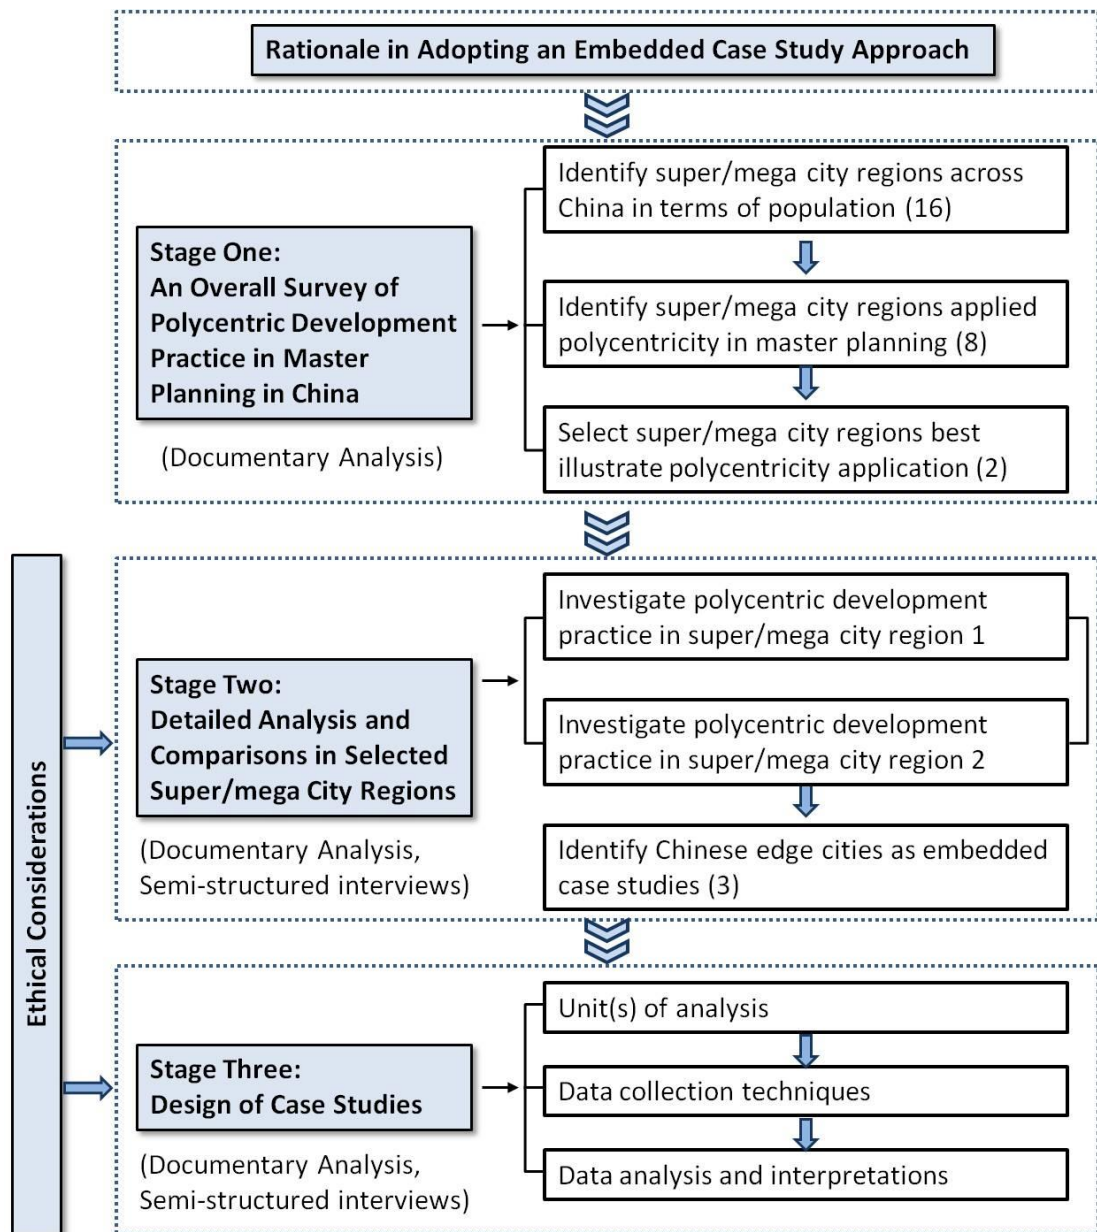 Rationale in Adopting an Embedded Case Study Approach
Stage One:
An Overall Survey of
Polycentric Development
Practice in Master
Planning in China
(Documentary Analysis)
Identify super/mega city regions across
China in terms of population (16)
Identify super/mega city regions applied
polycentricity in master planning (8)
Select super/mega city regions best
illustrate polycentricity application (2)
Ethical Considerations
Stage Two:
Detailed Analysis and
Comparisons in Selected
Super/mega City Regions
(Documentary Analysis,
Semi-structured interviews)
Investigate polycentric development
practice in super/mega city region 1
Investigate polycentric development
practice in super/mega city region 2
Identify Chinese edge cities as embedded
case studies (3)
Stage Three:
Design of Case Studies
(Documentary Analysis,
Semi-structured interviews)
Unit(s) of analysis
Data collection techniques
Data analysis and interpretations